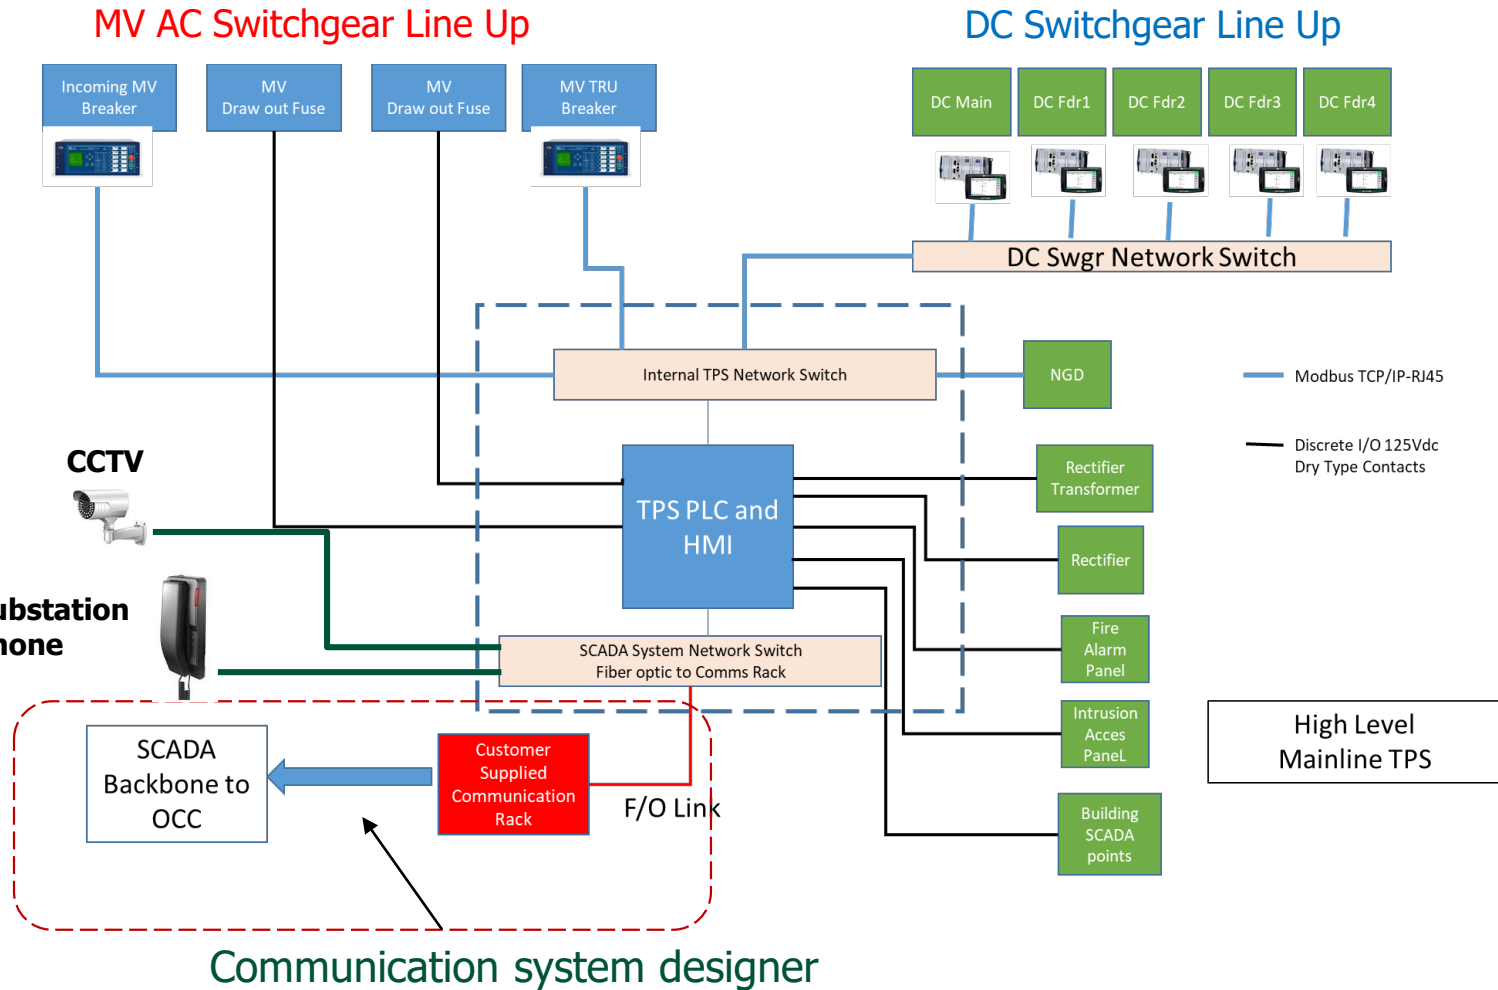 MV AC Switchgear Line Up
DC Switchgear Line Up
Incoming MV
Breaker
MV
Draw out Fuse
MV
Draw out Fuse
MV TRU
Breaker
DC Main
DC Fdr1
DC Fdr2
DC Fdr3
DC Fdr4
DC Swgr Network Switch
Internal TPS Network Switch
NGD
Modbus TCP/IP-RJ45
Discrete I/O 125Vdc
Dry Type Contacts
CCTV
TPS PLC and
HMI
Rectifier
Transformer
Rectifier
ubstation
hone
Fire
Alarm
Panel
SCADA System Network Switch
Fiber optic to Comms Rack
Intrusion
Acces
PaneL
High Level
Mainline TPS
SCADA
Backbone to
OCC
Customer
Supplied
Communication
Rack
F/O Link
Building
SCADA
points
Communication system designer